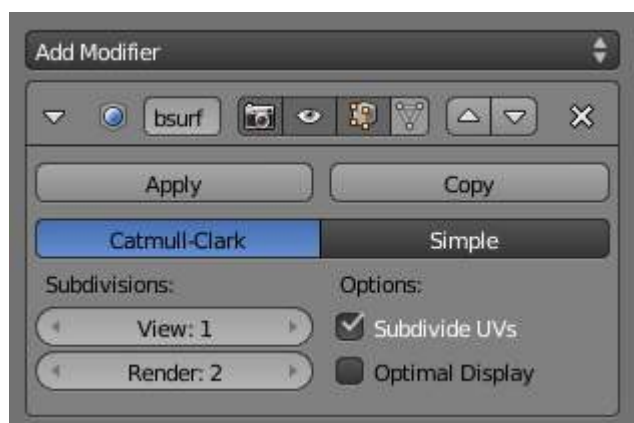 Add Modifier
bsurf
Apply Copy
Catmull-Clark Simple
Subdivisions: Options:
View: 1 Subdivide UVs
Render: 2 Optimal Display